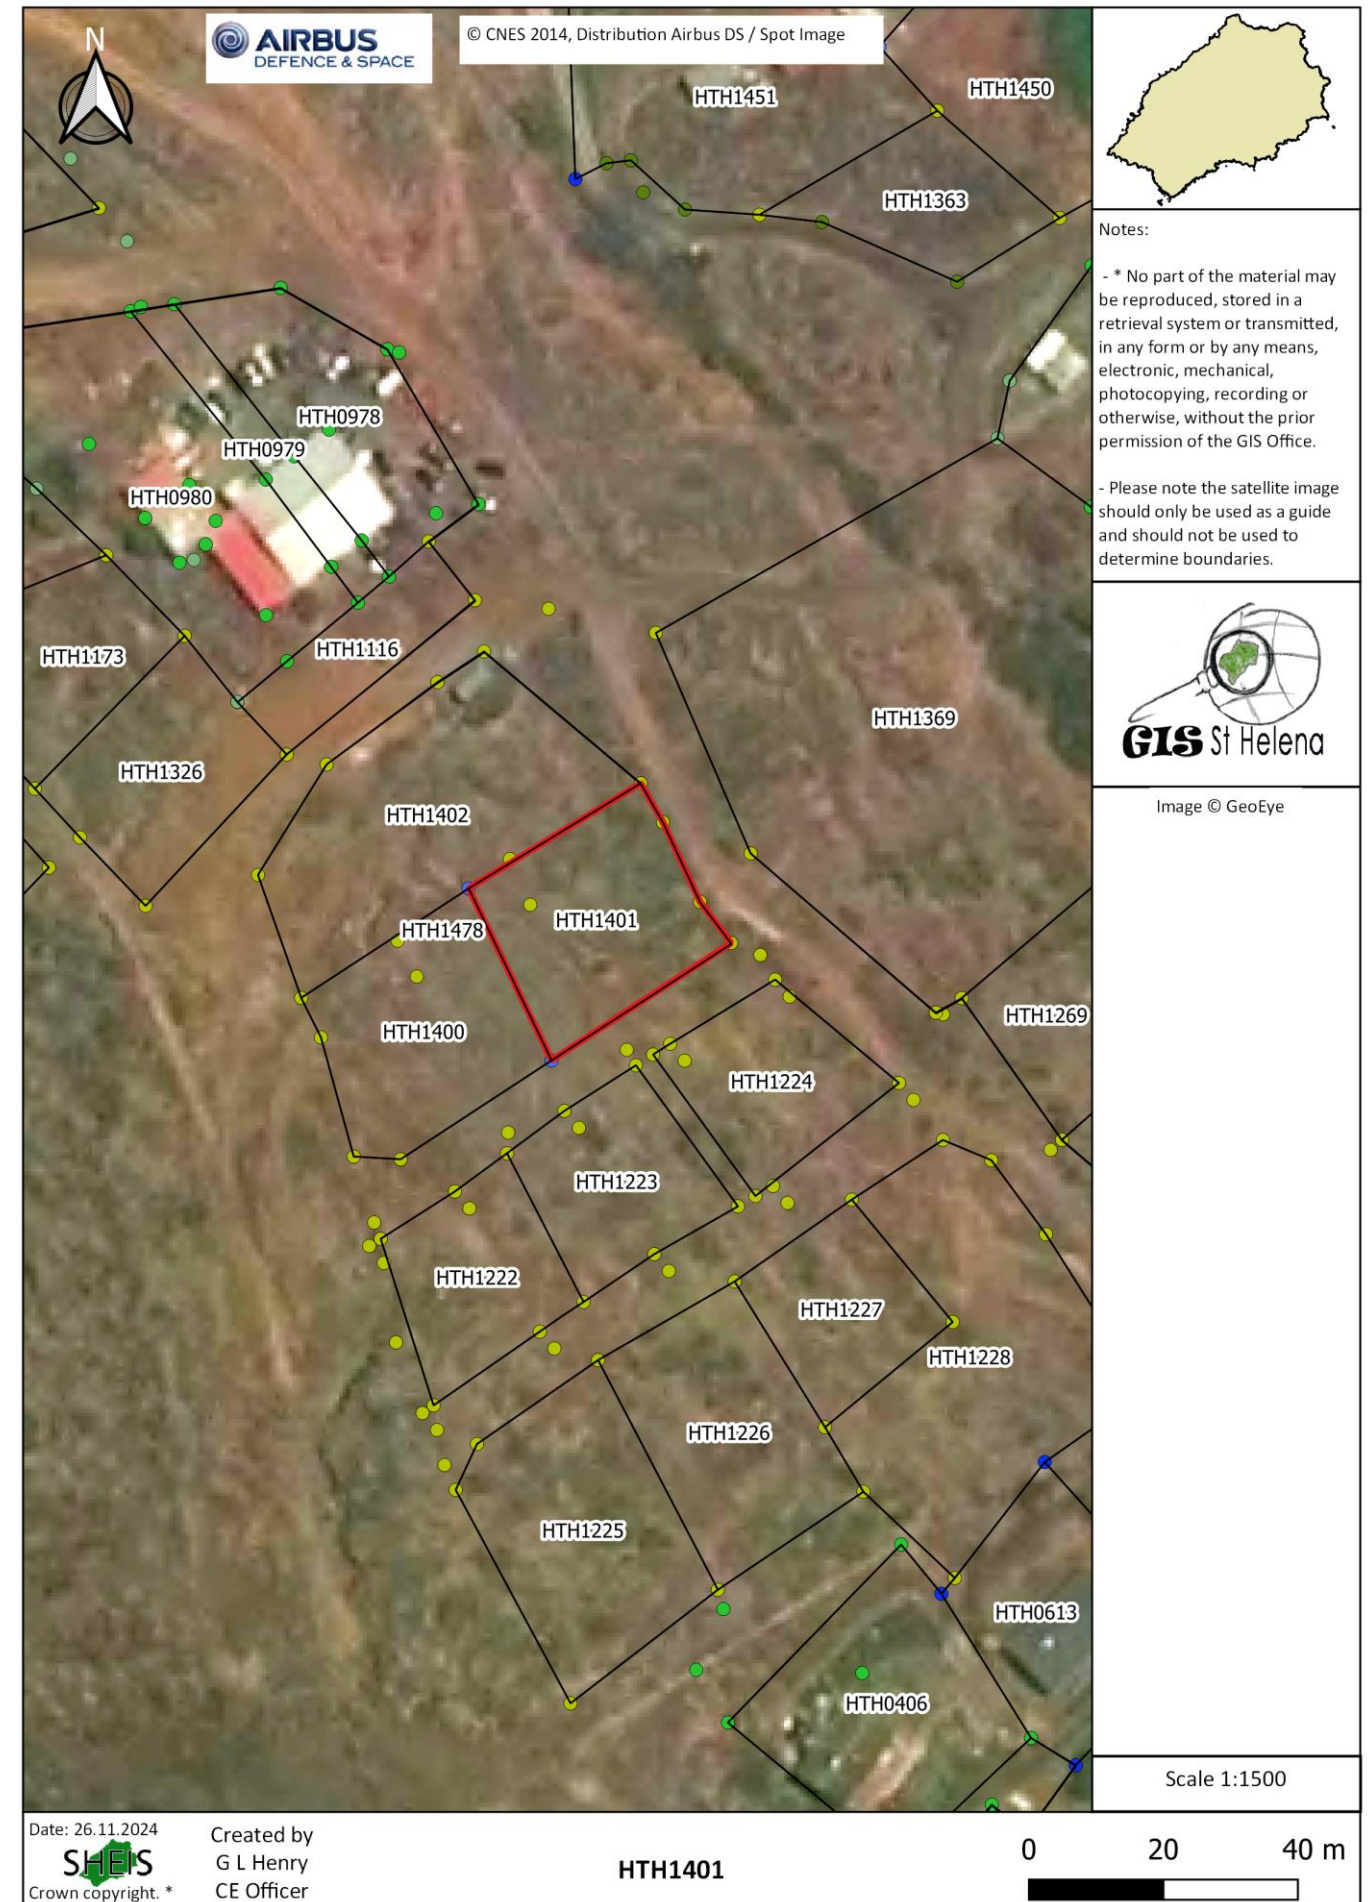 N
AIRBUS
DEFENCE & SPACE
© CNES 2014, Distribution Airbus DS / Spot Image
HTH1451
HTH1450
HTH1363
HTH0978
HTH0979
HTH0980
HTH1173
HTH1116
HTH1369
HTH1326
HTH1402
HTH1401
HTH1478
HTH1400
HTH1269
HTH1224
HTH1223
HTH1222
HTH1227
HTH1228
HTH1226
HTH1225
HTH0613
HTH0406
Notes:
- * No part of the material may
be reproduced, stored in a
retrieval system or transmitted,
in any form or by any means,
electronic, mechanical,
photocopying, recording or
otherwise, without the prior
permission of the GIS Office.
- Please note the satellite image
should only be used as a guide
and should not be used to
determine boundaries.
GIS St Helena
Image © GeoEye
Scale 1:1500
Date: 26.11.2024
SHEIS
Crown copyright. *
Created by
G L Henry
CE Officer
HTH1401
0 20 40 m